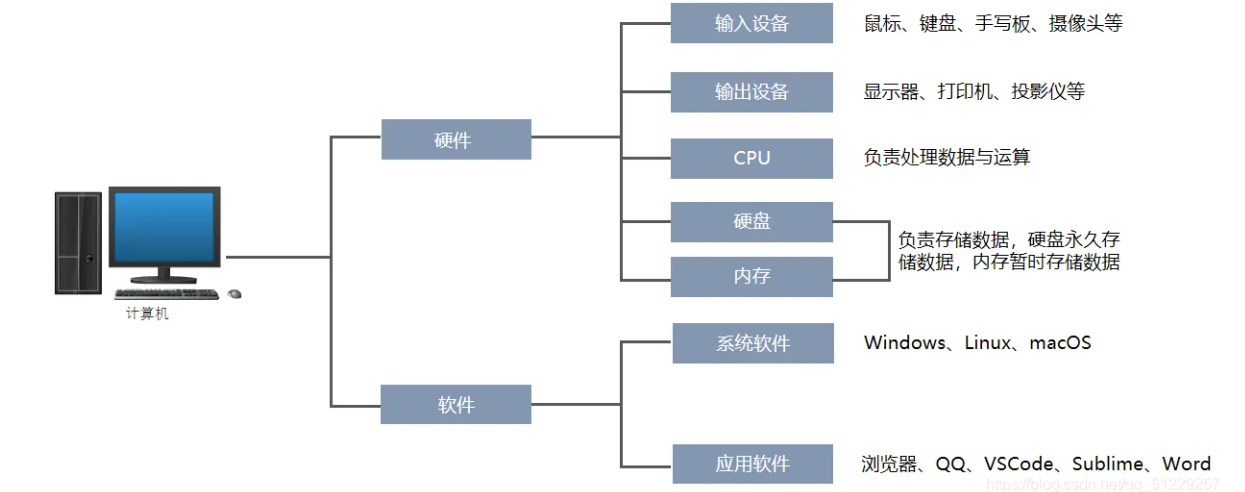 输入设备
鼠标、键盘、手写板、摄像头等
输出设备
显示器、打印机、投影仪等
硬件
CPU
负责处理数据与运算
硬盘
负责存储数据，硬盘永久存
储数据，内存暂时存储数据
内存
计算机
系统软件
Windows、Linux、macOS
软件
应用软件
浏览器、QQ、VSCode、Sublime、Word
https://blog.csdn.net/qq_51229257